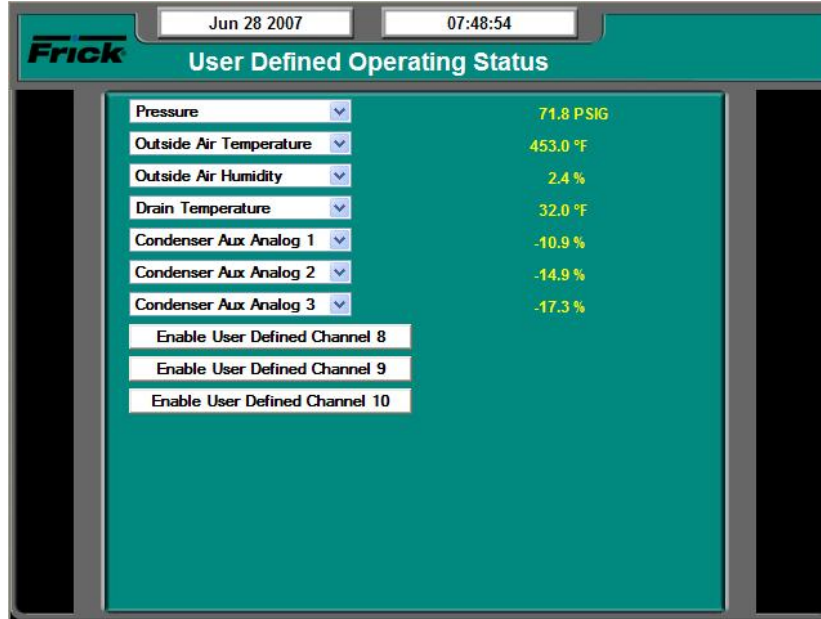 Jun 28 2007 07:48:54
Frick
User Defined Operating Status
Pressure 71.8 PSIG
Outside Air Temperature 453.0 °F
Outside Air Humidity 2.4 %
Drain Temperature 32.0 °F
Condenser Aux Analog 1 -10.9 %
Condenser Aux Analog 2 -14.9 %
Condenser Aux Analog 3 -17.3 %
Enable User Defined Channel 8
Enable User Defined Channel 9
Enable User Defined Channel 10